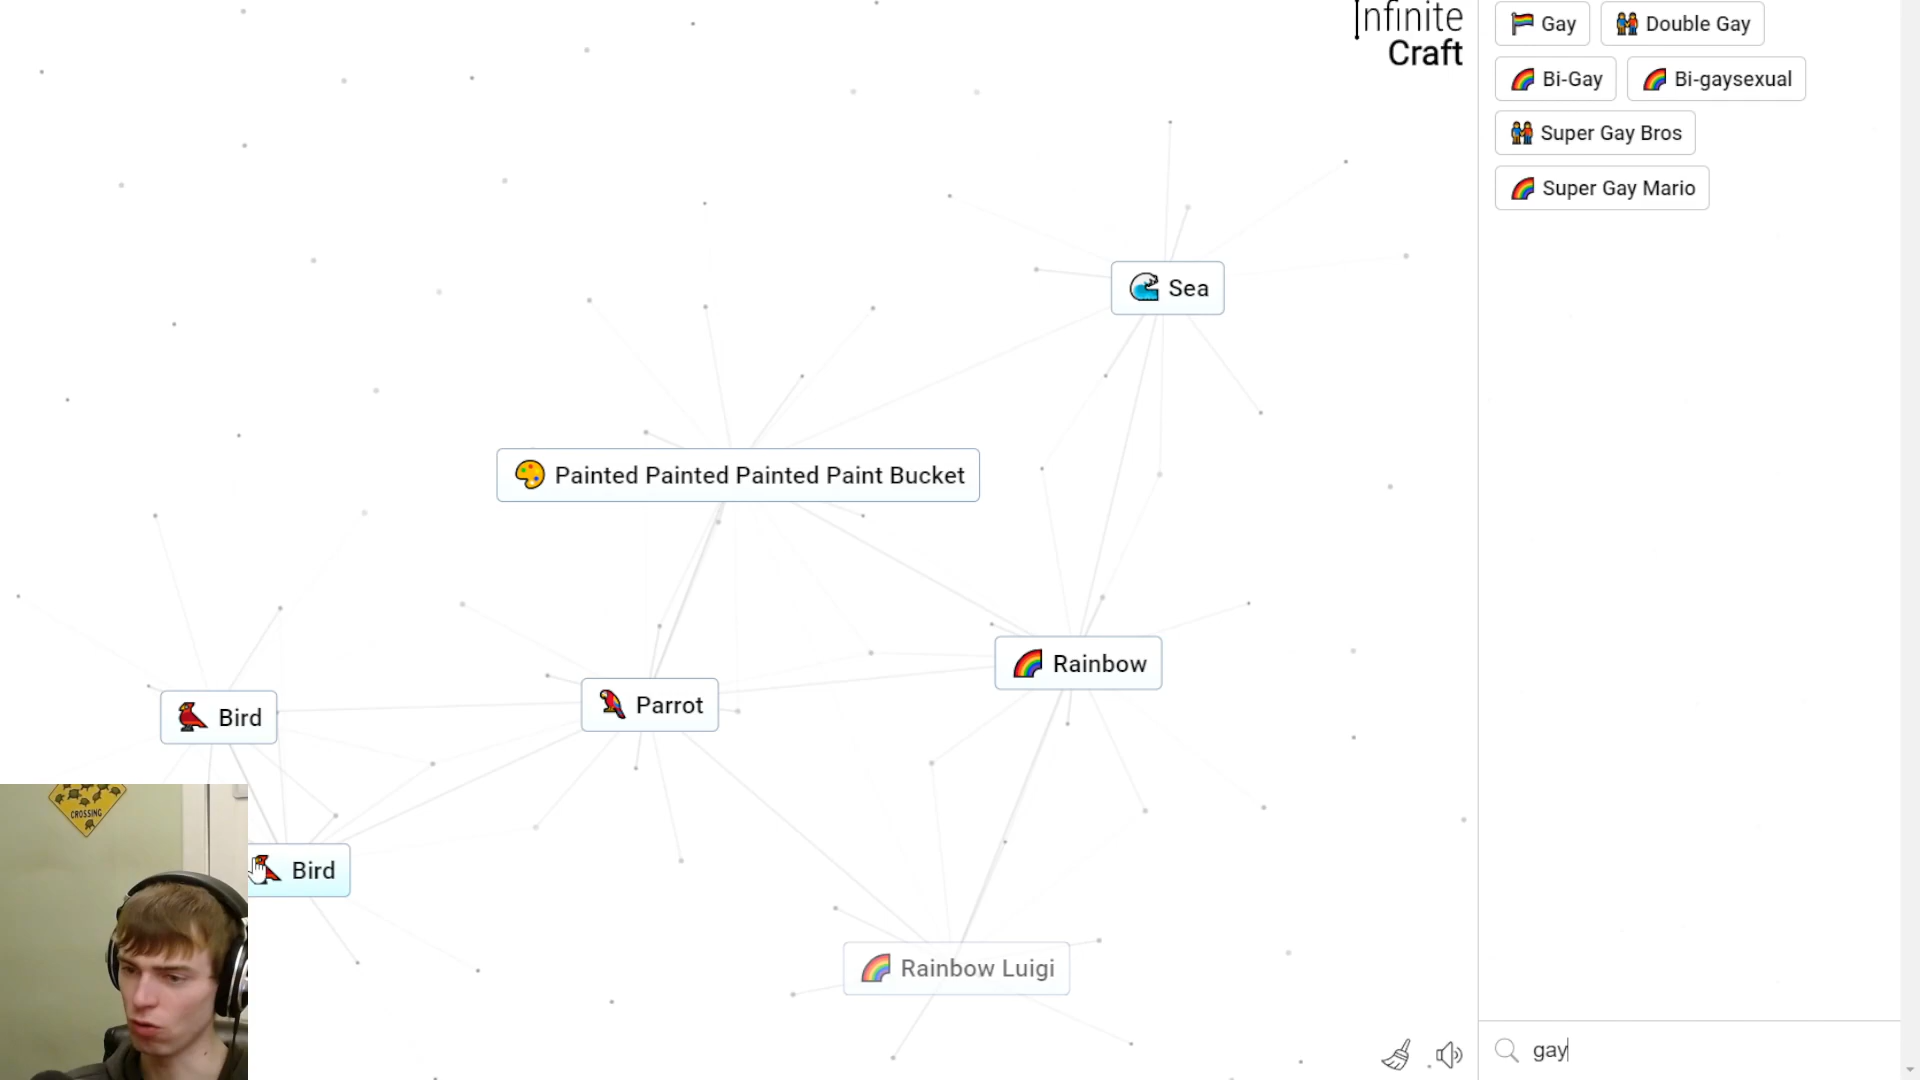 Infinite
Craft
Gay
Double Gay
Bi-Gay
Bi-gaysexual
Super Gay Bros
Super Gay Mario
Sea
Painted Painted Painted Paint Bucket
Rainbow
Parrot
Bird
Bird
CROSSING
Rainbow Luigi
gay